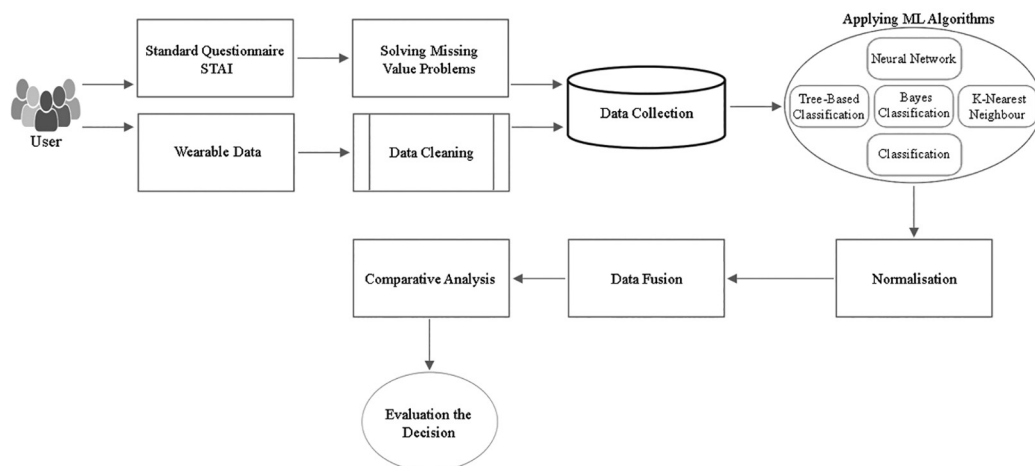 Applying ML Algorithms
Standard Questionnaire
STAI
Solving Missing
Value Problems
Neural Network
Tree-Based
Classification
Bayes
Classification
K-Nearest
Neighbour
Data Collection
User
Wearable Data
Data Cleaning
Classification
Comparative Analysis
Data Fusion
Normalisation
Evaluation the
Decision